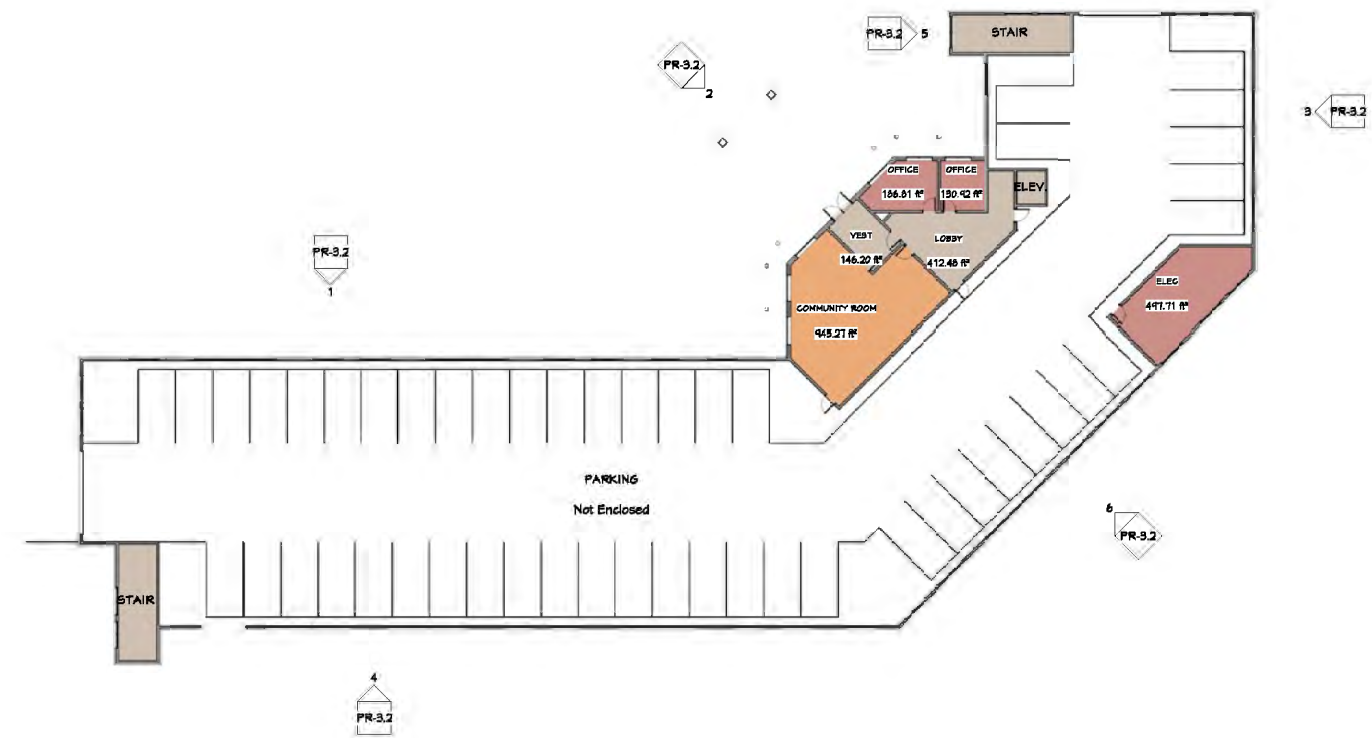 PR-3.2
5
STAIR
PR-3.2
2
3
PR-3.2
OFFICE
186.81 ft²
OFFICE
130.92 ft²
ELEV.
VEST
146.20 ft²
LOBBY
412.48 ft²
PR-3.2
1
ELEC
497.71 ft²
COMMUNITY ROOM
943.27 ft²
PARKING
Not Enclosed
6
PR-3.2
STAIR
4
PR-3.2